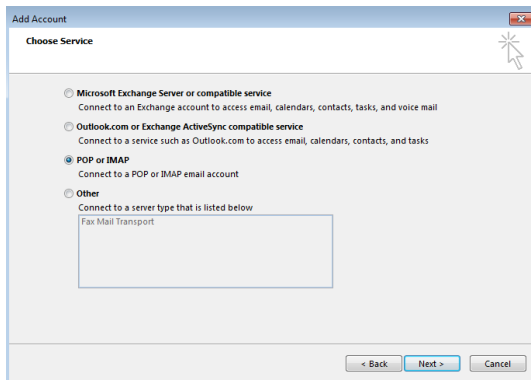 Add Account
Choose Service
Microsoft Exchange Server or compatible service
Connect to an Exchange account to access email, calendars, contacts, tasks, and voice mail
Outlook.com or Exchange ActiveSync compatible service
Connect to a service such as Outlook.com to access email, calendars, contacts, and tasks
POP or IMAP
Connect to a POP or IMAP email account
Other
Connect to a server type that is listed below
Fax Mail Transport
< Back Next > Cancel